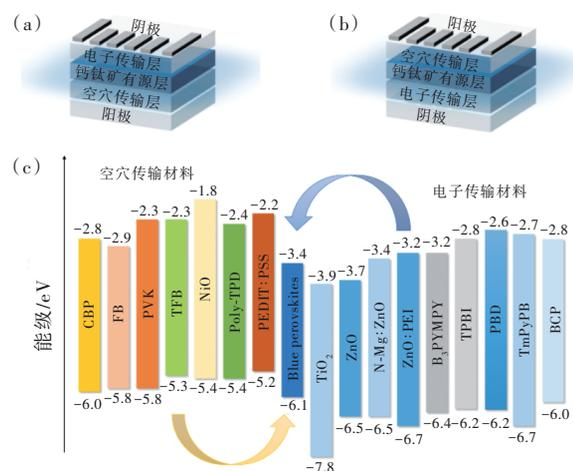 (a)
阴极
电子传输层
钙钛矿有源层
空穴传输层
阳极
(b)
阳极
空穴传输层
钙钛矿有源层
电子传输层
阴极
(c)
能级/eV
空穴传输材料
电子传输材料
-2.8
CBP
-6.0
-2.9
FB
-5.8
-2.3
PVK
-5.8
-2.3
TFB
-5.3
-1.8
NiO
-5.4
-2.4
Poly-TPD
-5.4
-2.2
PEDIT:PSS
-5.2
-3.4
Blue perovskites
-6.1
-3.9
TiO₂
-7.8
-3.7
ZnO
-6.5
-3.4
N-Mg:ZnO
-6.5
-3.2
ZnO:PEI
-6.7
-3.2
B₃PYMPY
-6.4
-2.8
TPBI
-6.2
-2.6
PBD
-6.2
-2.7
TmPyPB
-6.7
-2.8
BCP
-6.0